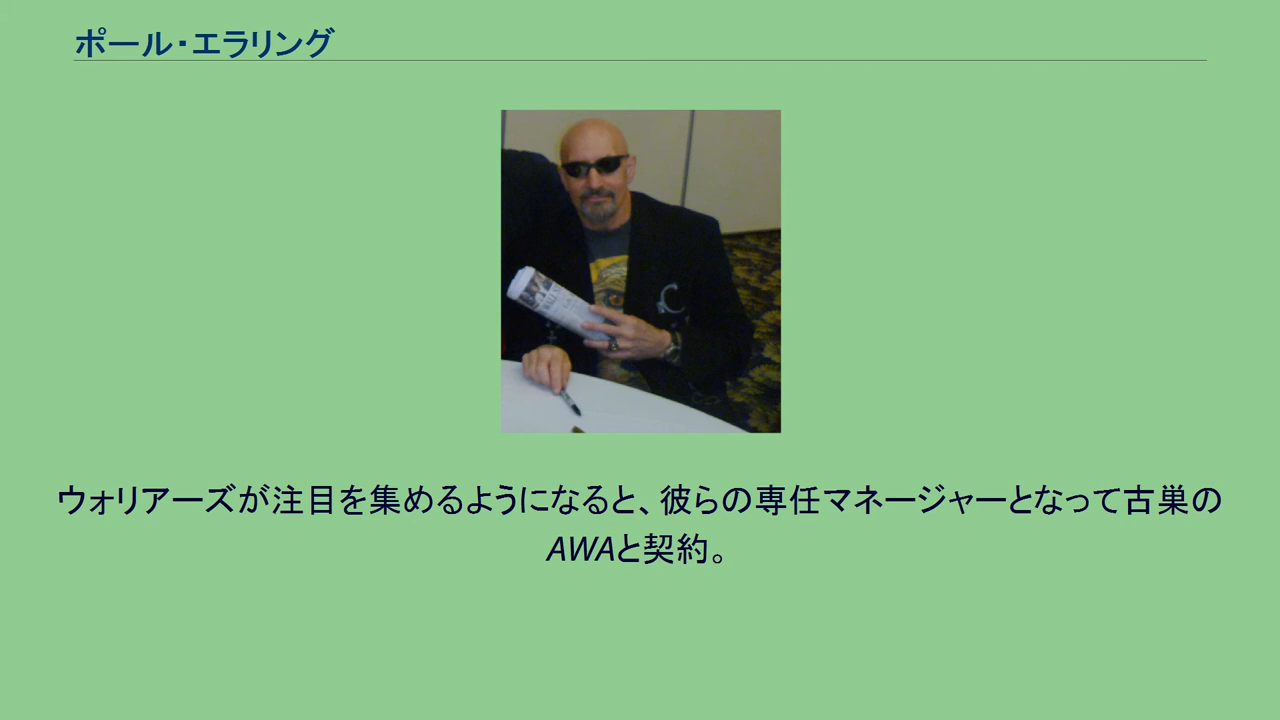 ポール・エラリング
ウォリアーズが注目を集めるようになると、彼らの専任マネージャーとなって古巣の
AWAと契約。